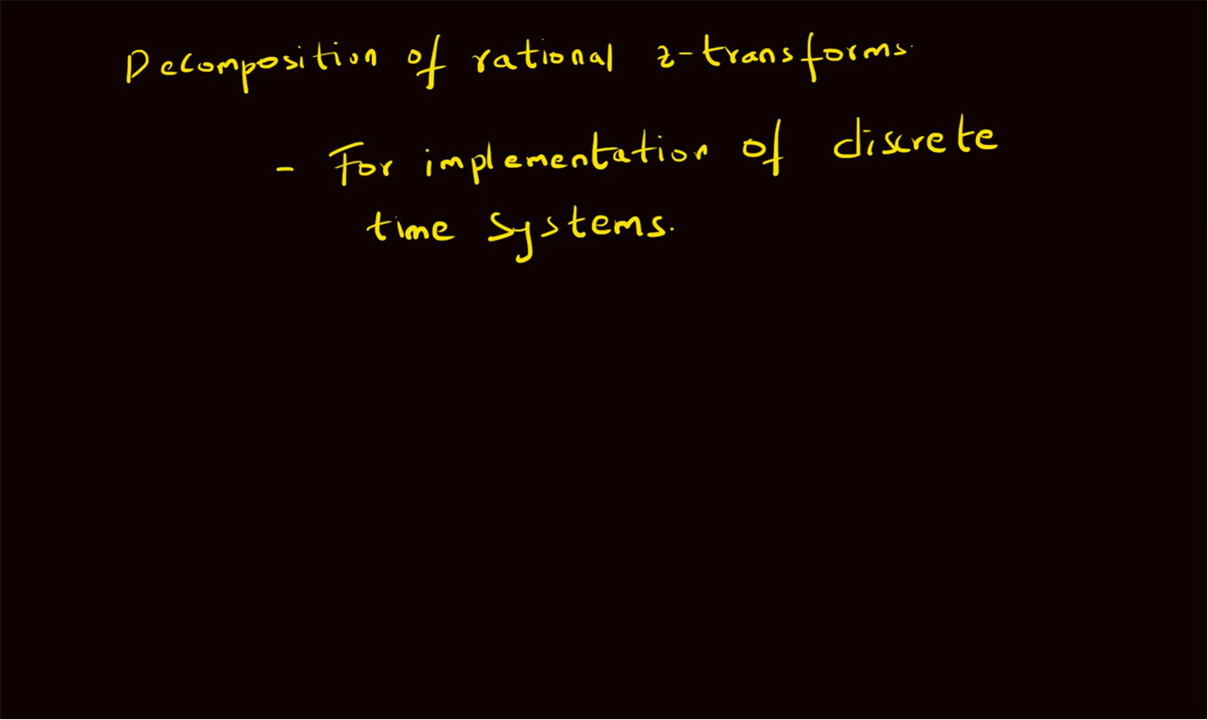 Decomposition of rational z-transforms.
- For implementation of discrete
time systems.